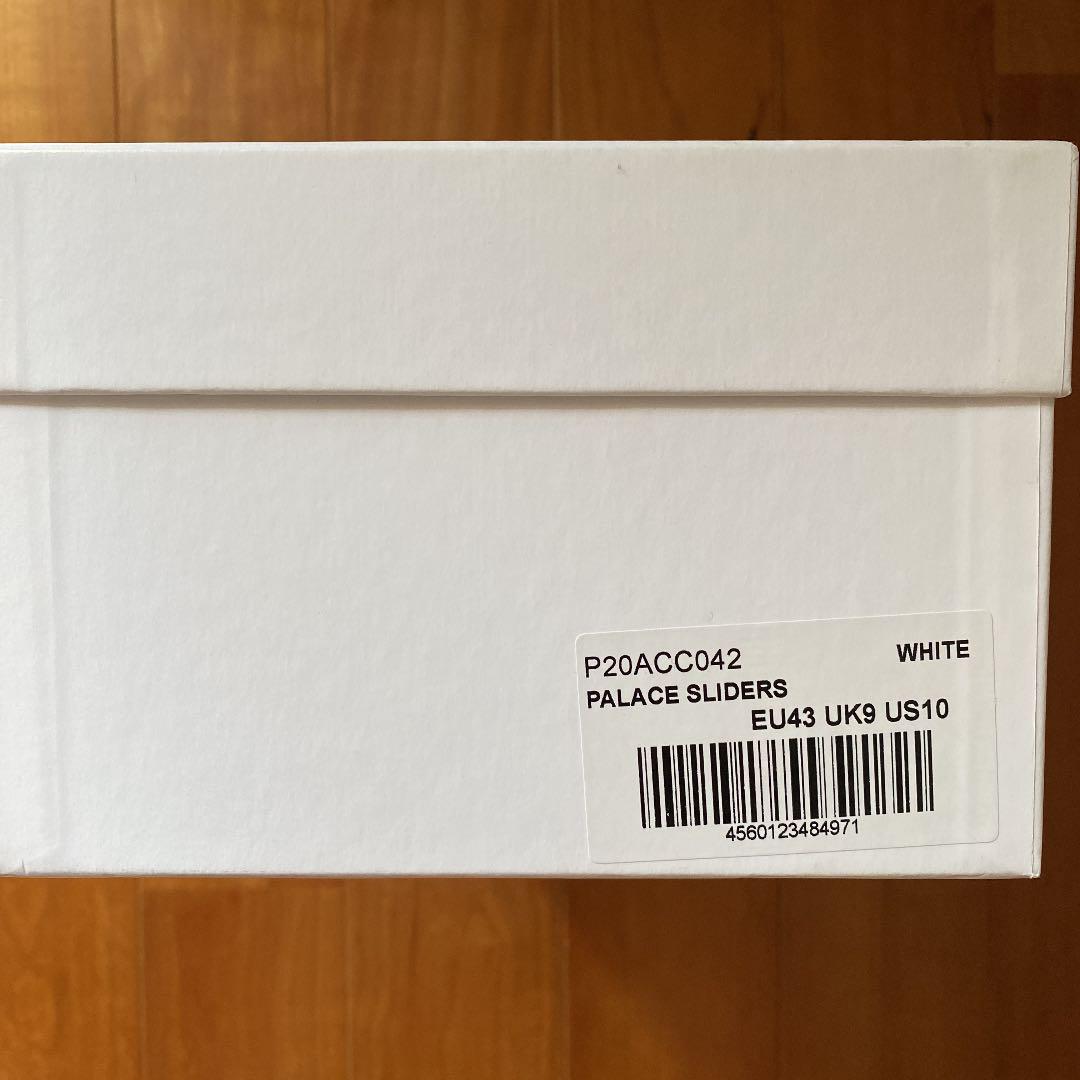 P20ACC042 WHITE
PALACE SLIDERS
EU43 UK9 US10
4560123484971